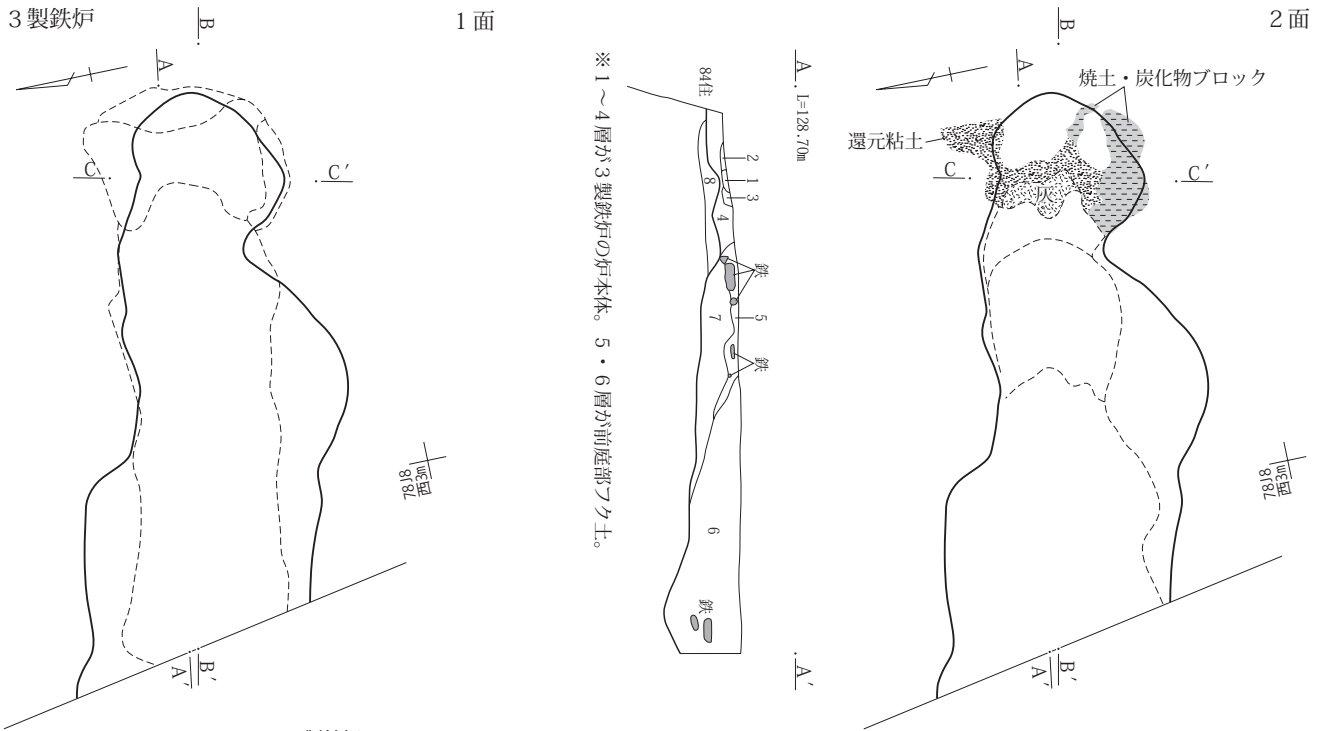 ３製鉄炉
１面
B
A
C
C′
78J8
西3m
A′
B′
※１～４層が３製鉄炉の炉本体。５・６層が前庭部フク土。
84住
A
L=128.70m
2
1
3
8
4
鉄
7
5
鉄
6
鉄
A′
２面
B
A
焼土・炭化物ブロック
還元粘土
C
C′
灰
78J8
西3m
A′
B′